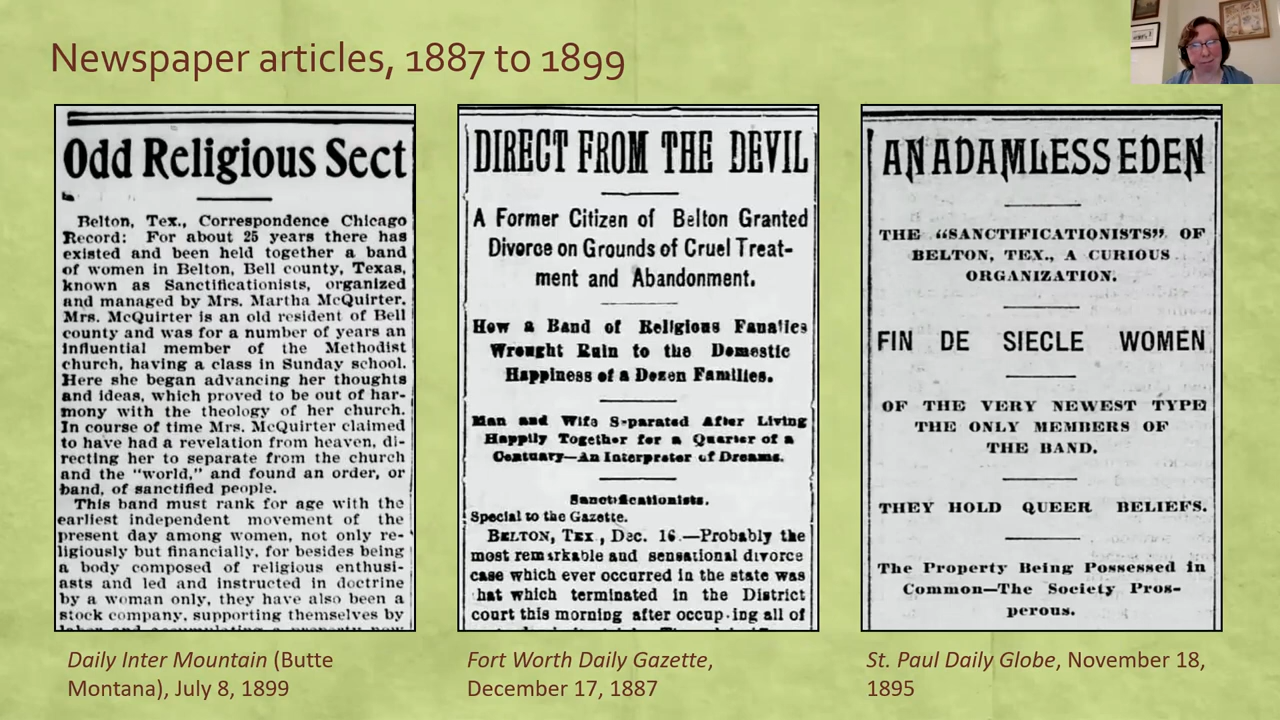 Newspaper articles, 1887 to 1899
Odd Religious Sect
Belton, Tex., Correspondence Chicago
Record: For about 25 years there has
existed and been held together a band
of women in Belton, Bell county, Texas,
known as Sanctificationists, organized
and managed by Mrs. Martha McQuirter.
Mrs. McQuirter is an old resident of Bell
county and was for a number of years an
influential member of the Methodist
church, having a class in Sunday school.
Here she began advancing her thoughts
and ideas, which proved to be out of har-
mony with the theology of her church.
In course of time Mrs. McQuirter claimed
to have had a revelation from heaven, di-
recting her to separate from the church
and the "world," and found an order, or
band, of sanctified people.
This band must rank for age with the
earliest independent movement of the
present day among women, not only re-
ligiously but financially, for besides being
a body composed of religious enthusi-
asts and led and instructed in doctrine
by a woman only, they have also been a
stock company, supporting themselves by
Daily Inter Mountain (Butte
Montana), July 8, 1899
DIRECT FROM THE DEVIL
A Former Citizen of Belton Granted
Divorce on Grounds of Cruel Treat-
ment and Abandonment.
How a Band of Religious Fanatics
Wrought Ruin to the Domestic
Happiness of a Dozen Families.
Man and Wife Separated After Living
Happily Together for a Quarter of a
Centuary—An Interpreter of Dreams.
Sanctificationists.
Special to the Gazette.
BELTON, TEX., Dec. 16.—Probably the
most remarkable and sensational divorce
case which ever occurred in the state was
that which terminated in the District
court this morning after occupying all of
Fort Worth Daily Gazette,
December 17, 1887
AN ADAMLESS EDEN
THE "SANCTIFICATIONISTS" OF
BELTON, TEX., A CURIOUS
ORGANIZATION.
FIN DE SIECLE WOMEN
OF THE VERY NEWEST TYPE
THE ONLY MEMBERS OF
THE BAND.
THEY HOLD QUEER BELIEFS.
The Property Being Possessed in
Common—The Society Pros-
perous.
St. Paul Daily Globe, November 18,
1895